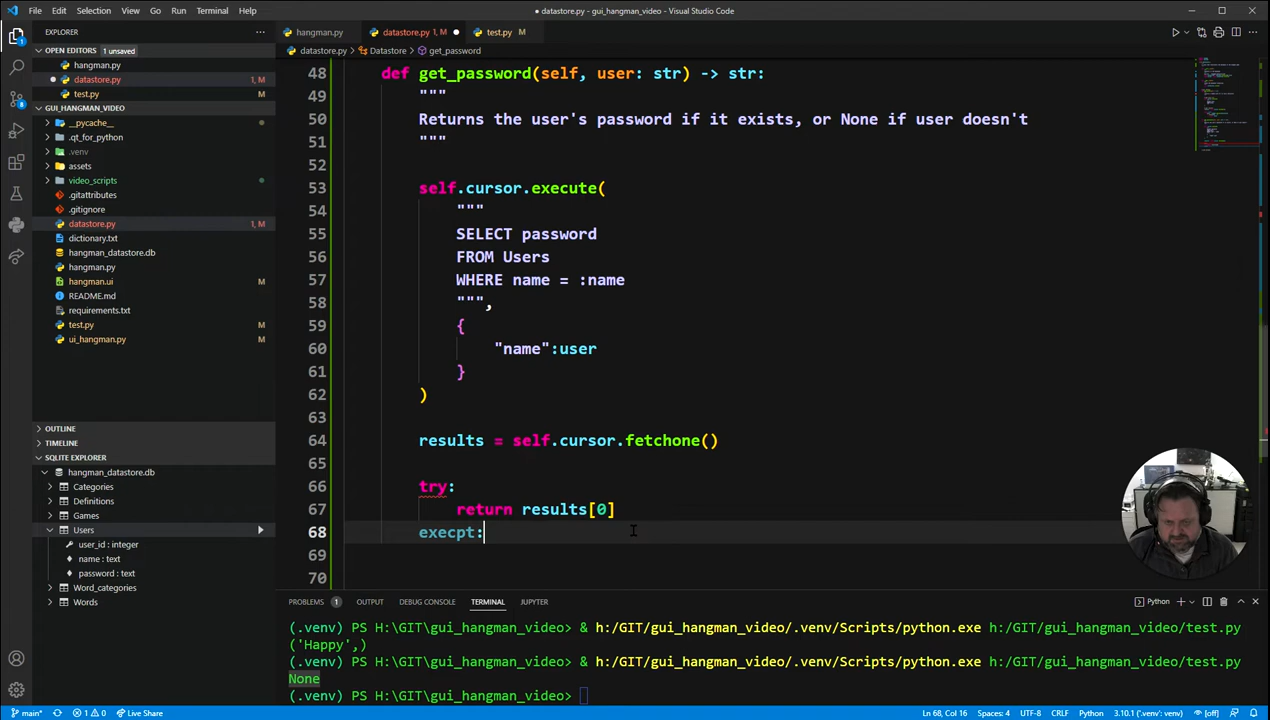 File Edit Selection View Go Run Terminal Help
● datastore.py - gui_hangman_video - Visual Studio Code
EXPLORER ···
hangman.py
datastore.py 1, M ●
test.py M
OPEN EDITORS 1 unsaved
datastore.py > Datastore > get_password
hangman.py
● datastore.py 1, M
test.py M
GUI_HANGMAN_VIDEO
__pycache__
.qt_for_python
.venv
assets
video_scripts
.gitattributes
.gitignore
datastore.py 1, M
dictionary.txt
hangman_datastore.db
hangman.py
hangman.ui M
README.md
requirements.txt
test.py M
ui_hangman.py M
OUTLINE
TIMELINE
SQLITE EXPLORER
hangman_datastore.db
Categories
Definitions
Games
Users
user_id : integer
name : text
password : text
Word_categories
Words
48 def get_password(self, user: str) -> str:
49 """
50 Returns the user's password if it exists, or None if user doesn't
51 """
52
53 self.cursor.execute(
54 """
55 SELECT password
56 FROM Users
57 WHERE name = :name
58 """,
59 {
60 "name":user
61 }
62 )
63
64 results = self.cursor.fetchone()
65
66 try:
67 return results[0]
68 execpt:
69
70
PROBLEMS 1 OUTPUT DEBUG CONSOLE TERMINAL JUPYTER
Python
(.venv) PS H:\GIT\gui_hangman_video> & h:/GIT/gui_hangman_video/.venv/Scripts/python.exe h:/GIT/gui_hangman_video/test.py
('Happy',)
(.venv) PS H:\GIT\gui_hangman_video> & h:/GIT/gui_hangman_video/.venv/Scripts/python.exe h:/GIT/gui_hangman_video/test.py
None
(.venv) PS H:\GIT\gui_hangman_video>
main* 1 0 Live Share
Ln 68, Col 16 Spaces: 4 UTF-8 CRLF Python 3.10.1 ('.venv': venv) [off]